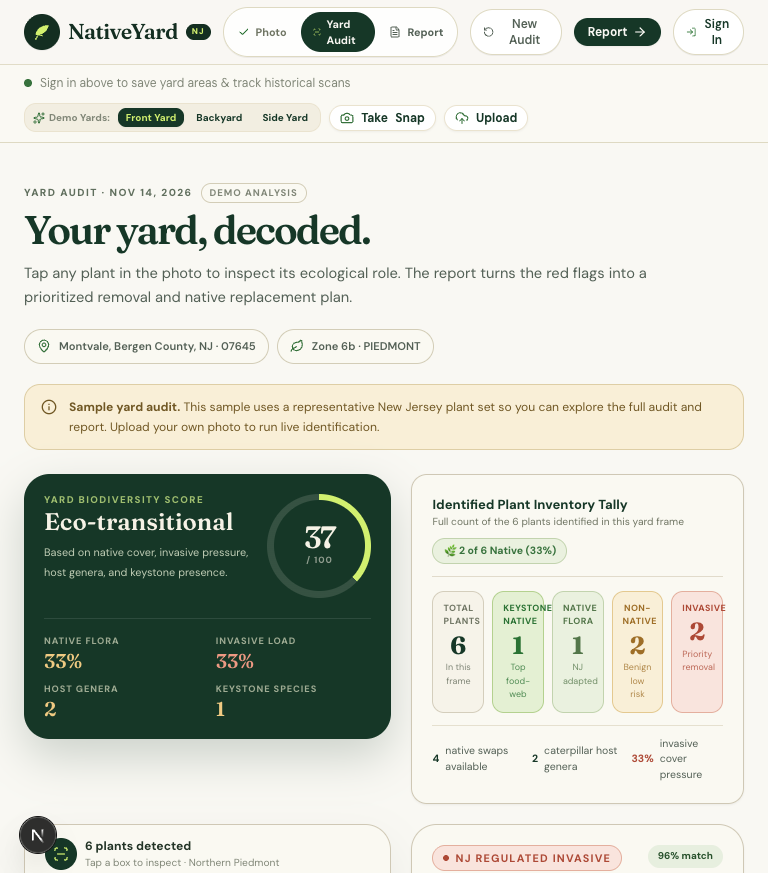 NativeYard NJ
Photo
Yard Audit
Report
New Audit
Report →
Sign In
Sign in above to save yard areas & track historical scans
Demo Yards: Front Yard Backyard Side Yard
Take Snap
Upload
YARD AUDIT · NOV 14, 2026 DEMO ANALYSIS
Your yard, decoded.
Tap any plant in the photo to inspect its ecological role. The report turns the red flags into a
prioritized removal and native replacement plan.
Montvale, Bergen County, NJ · 07645
Zone 6b · PIEDMONT
Sample yard audit. This sample uses a representative New Jersey plant set so you can explore the full audit and
report. Upload your own photo to run live identification.
YARD BIODIVERSITY SCORE
Eco-transitional
Based on native cover, invasive pressure,
host genera, and keystone presence.
37
/ 100
NATIVE FLORA
33%
INVASIVE LOAD
33%
HOST GENERA
2
KEYSTONE SPECIES
1
Identified Plant Inventory Tally
Full count of the 6 plants identified in this yard frame
🌿 2 of 6 Native (33%)
TOTAL
PLANTS
6
In this
frame
KEYSTONE
NATIVE
1
Top
food-
web
NATIVE
FLORA
1
NJ
adapted
NON-
NATIVE
2
Benign
low
risk
INVASIVE
2
Priority
removal
4 native swaps
available
2 caterpillar host
genera
33% invasive
cover
pressure
N
6 plants detected
Tap a box to inspect · Northern Piedmont
NJ REGULATED INVASIVE
96% match